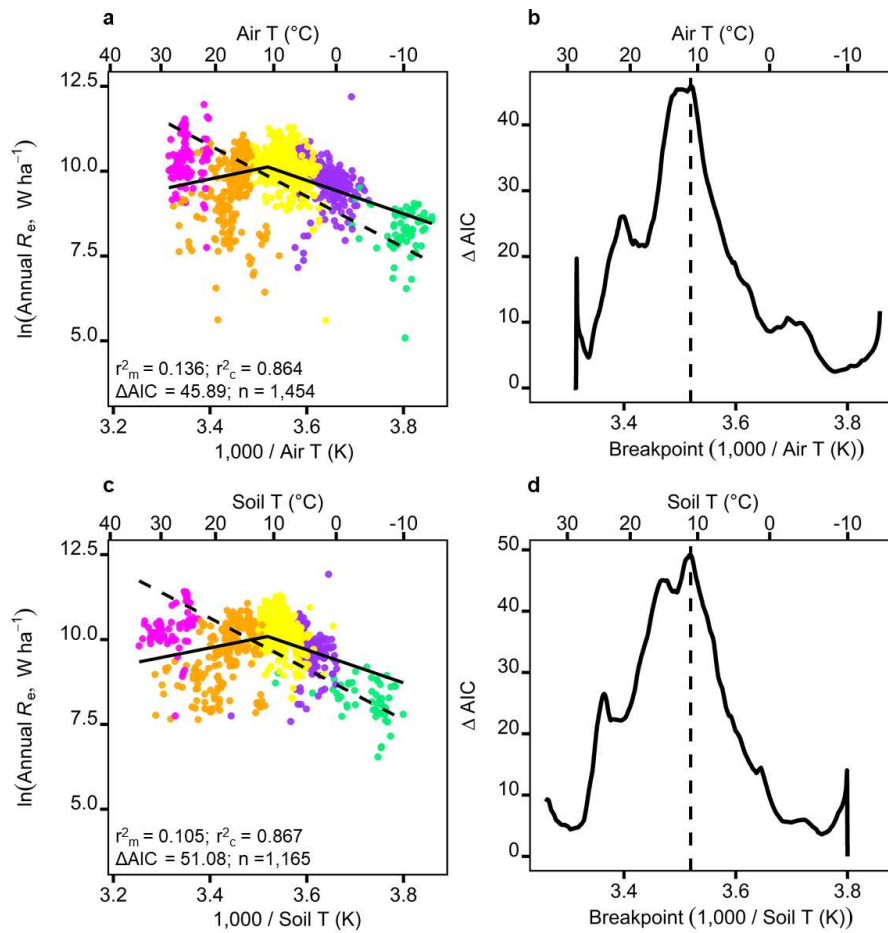 a
Air T (°C)
40 30 20 10 0 -10
12.5
10.0
7.5
5.0
ln(Annual Rₑ, W ha⁻¹)
r²ₘ = 0.136; r²c = 0.864
ΔAIC = 45.89; n = 1,454
3.2 3.4 3.6 3.8
1,000 / Air T (K)
b
Air T (°C)
30 20 10 0 -10
40
30
20
10
0
Δ AIC
3.4 3.6 3.8
Breakpoint (1,000 / Air T (K))
c
Soil T (°C)
40 30 20 10 0 -10
12.5
10.0
7.5
5.0
ln(Annual Rₑ, W ha⁻¹)
r²ₘ = 0.105; r²c = 0.867
ΔAIC = 51.08; n =1,165
3.2 3.4 3.6 3.8
1,000 / Soil T (K)
d
Soil T (°C)
30 20 10 0 -10
50
40
30
20
10
0
Δ AIC
3.4 3.6 3.8
Breakpoint (1,000 / Soil T (K))